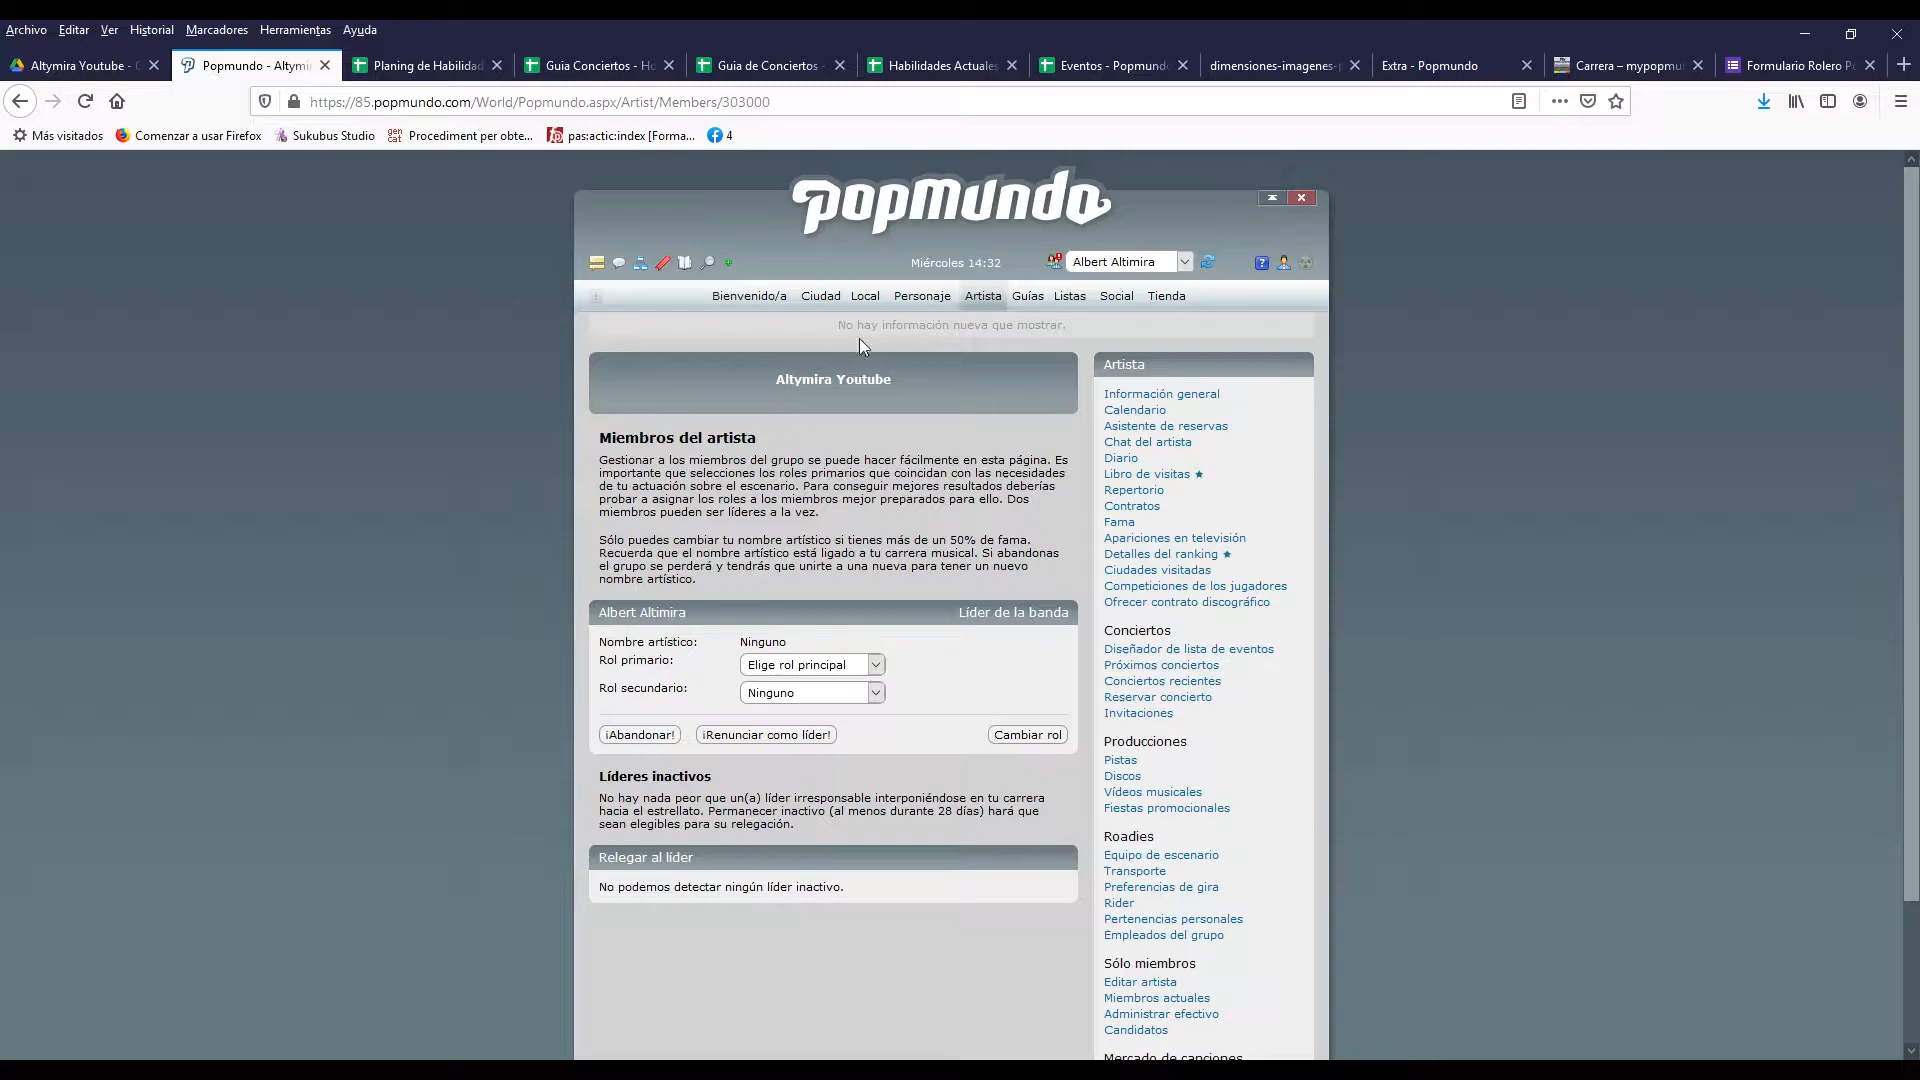 Archivo Editar Ver Historial Marcadores Herramientas Ayuda
Altymira Youtube - Popmundo - Altymi Planing de Habilidad Guia Conciertos - Ho Guia de Conciertos - Habilidades Actuales Eventos - Popmund dimensiones-imagenes- Extra - Popmundo Carrera – mypopmu Formulario Rolero Po
https://85.popmundo.com/World/Popmundo.aspx/Artist/Members/303000
Más visitados Comenzar a usar Firefox Sukubus Studio gen cat Procediment per obte... pas:actic:index [Forma... 4
popmundo
Miércoles 14:32 Albert Altimira
Bienvenido/a Ciudad Local Personaje Artista Guías Listas Social Tienda
No hay información nueva que mostrar.
Altymira Youtube
Miembros del artista
Gestionar a los miembros del grupo se puede hacer fácilmente en esta página. Es
importante que selecciones los roles primarios que coincidan con las necesidades
de tu actuación sobre el escenario. Para conseguir mejores resultados deberías
probar a asignar los roles a los miembros mejor preparados para ello. Dos
miembros pueden ser líderes a la vez.
Sólo puedes cambiar tu nombre artístico si tienes más de un 50% de fama.
Recuerda que el nombre artístico está ligado a tu carrera musical. Si abandonas
el grupo se perderá y tendrás que unirte a una nueva para tener un nuevo
nombre artístico.
Albert Altimira Líder de la banda
Nombre artístico: Ninguno
Rol primario: Elige rol principal
Rol secundario: Ninguno
¡Abandonar! ¡Renunciar como líder! Cambiar rol
Líderes inactivos
No hay nada peor que un(a) líder irresponsable interponiéndose en tu carrera
hacia el estrellato. Permanecer inactivo (al menos durante 28 días) hará que
sean elegibles para su relegación.
Relegar al líder
No podemos detectar ningún líder inactivo.
Artista
Información general
Calendario
Asistente de reservas
Chat del artista
Diario
Libro de visitas
Repertorio
Contratos
Fama
Apariciones en televisión
Detalles del ranking
Ciudades visitadas
Competiciones de los jugadores
Ofrecer contrato discográfico
Conciertos
Diseñador de lista de eventos
Próximos conciertos
Conciertos recientes
Reservar concierto
Invitaciones
Producciones
Pistas
Discos
Vídeos musicales
Fiestas promocionales
Roadies
Equipo de escenario
Transporte
Preferencias de gira
Rider
Pertenencias personales
Empleados del grupo
Sólo miembros
Editar artista
Miembros actuales
Administrar efectivo
Candidatos
Mercado de canciones